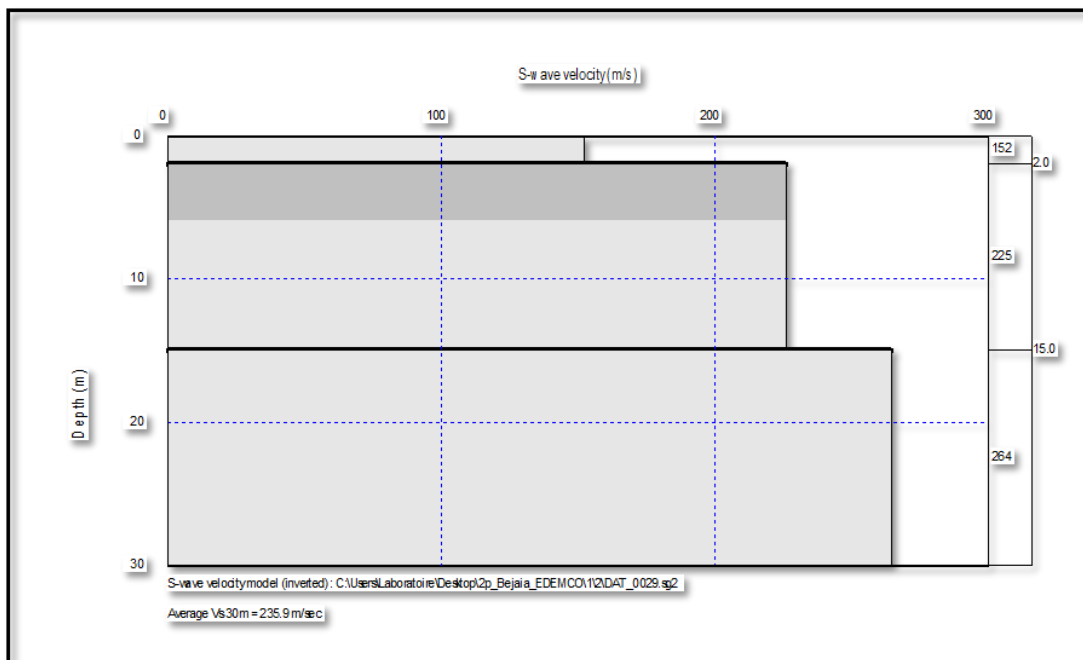 S-wave velocity (m/s)
0 100 200 300
0
152
2.0
225
10
15.0
Depth (m)
20
264
30
S-wave velocity model (inverted) : C:\Users\Laboratoire\Desktop\2p_Bejaia_EDEMCO\1\2\DAT_0029.sg2
Average Vs30m = 235.9 m/sec